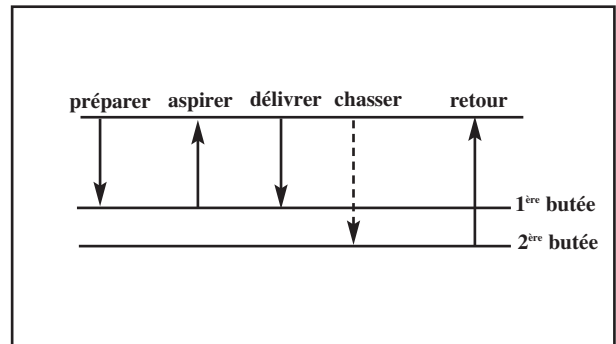 préparer aspirer délivrer chasser retour
1ère butée
2ère butée